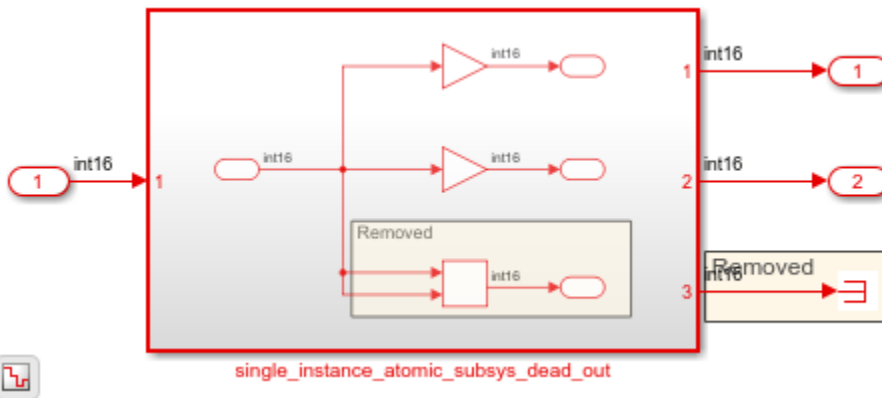 int16
1
int16
1
int16
1
int16
int16
1
int16
2
int16
2
Removed
int16
Removed
int16
3
single_instance_atomic_subsys_dead_out